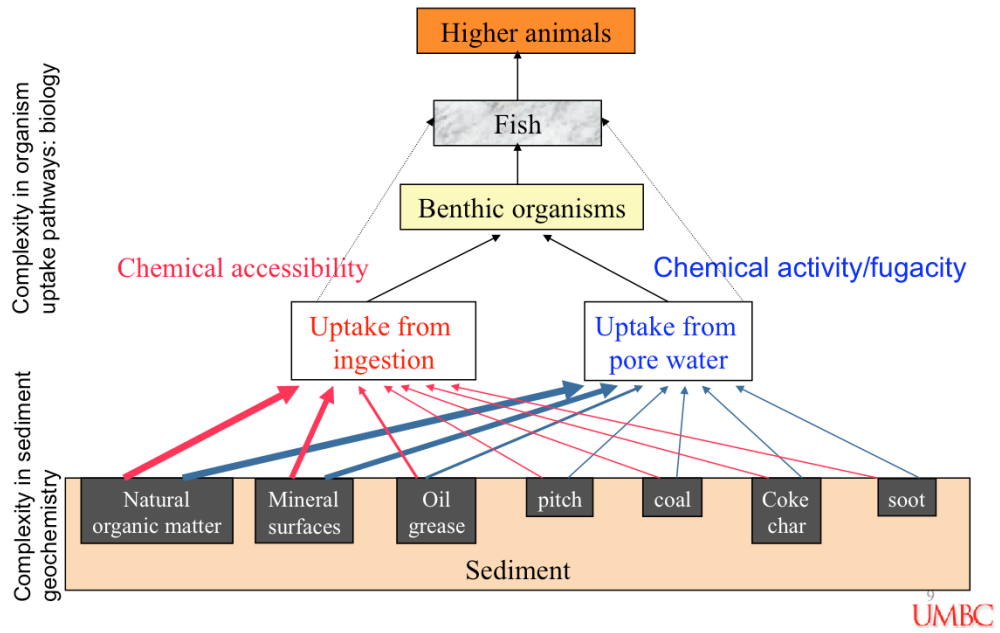 Higher animals
Complexity in organism
uptake pathways: biology
Fish
Benthic organisms
Chemical accessibility
Chemical activity/fugacity
Uptake from
ingestion
Uptake from
pore water
Complexity in sediment
geochemistry
Natural
organic matter
Mineral
surfaces
Oil
grease
pitch
coal
Coke
char
soot
Sediment
9
UMBC